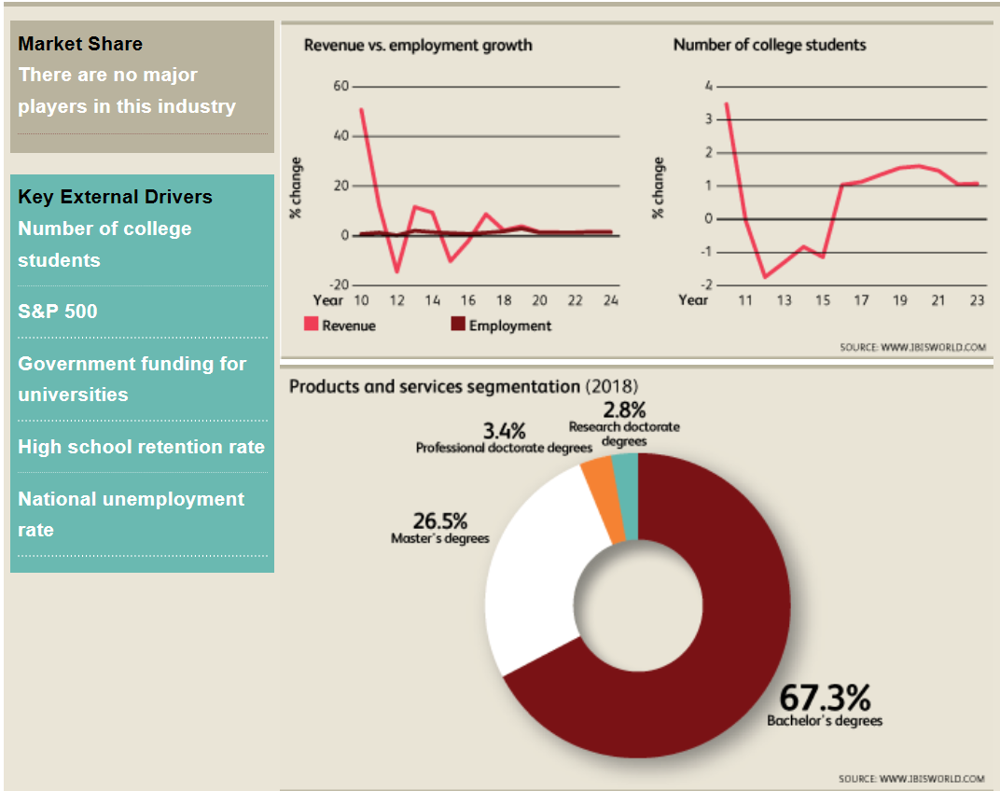 Market Share
There are no major
players in this industry
Key External Drivers
Number of college
students
S&P 500
Government funding for
universities
High school retention rate
National unemployment
rate
Revenue vs. employment growth
60
40
20
0
-20
% change
Year 10 12 14 16 18 20 22 24
Revenue Employment
Number of college students
4
3
2
1
0
-1
-2
% change
Year 11 13 15 17 19 21 23
SOURCE: WWW.IBISWORLD.COM
Products and services segmentation (2018)
2.8%
Research doctorate
degrees
3.4%
Professional doctorate degrees
26.5%
Master's degrees
67.3%
Bachelor's degrees
SOURCE: WWW.IBISWORLD.COM